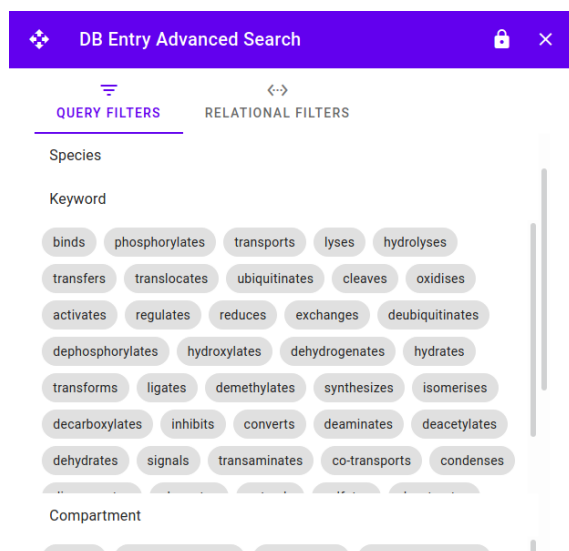 DB Entry Advanced Search
QUERY FILTERS RELATIONAL FILTERS
Species
Keyword
binds phosphorylates transports lyses hydrolyses
transfers translocates ubiquitinates cleaves oxidises
activates regulates reduces exchanges deubiquitinates
dephosphorylates hydroxylates dehydrogenates hydrates
transforms ligates demethylates synthesizes isomerises
decarboxylates inhibits converts deaminates deacetylates
dehydrates signals transaminates co-transports condenses
Compartment